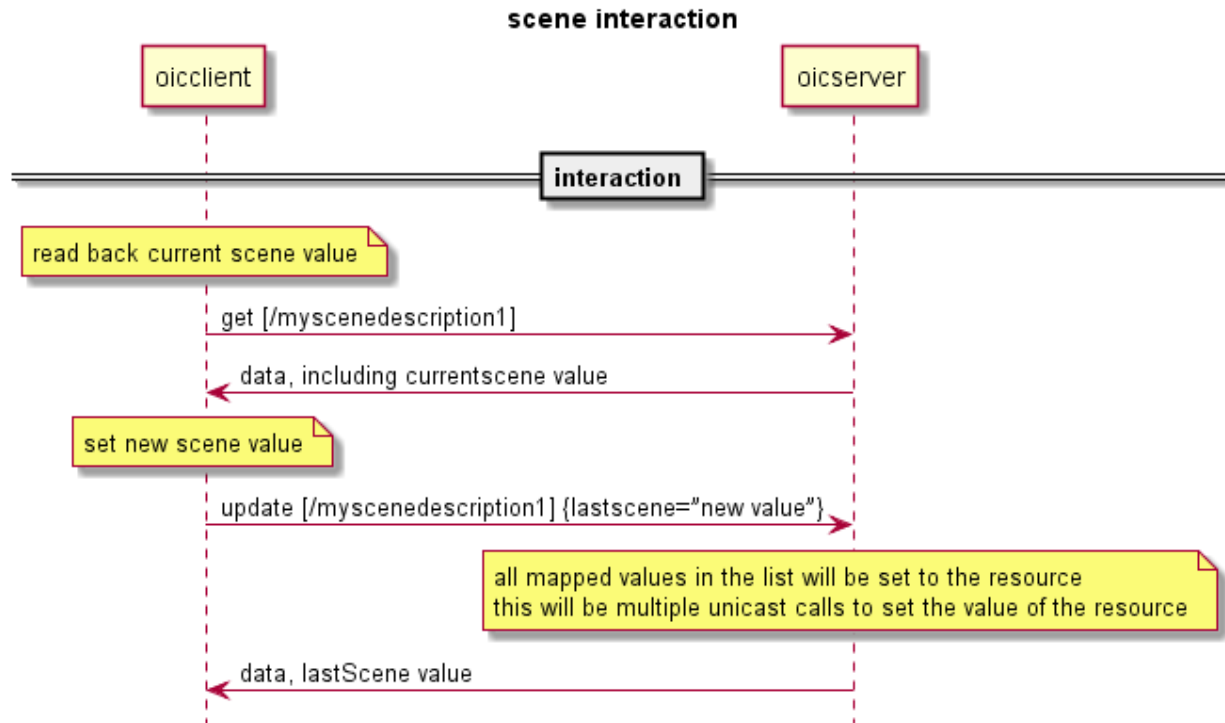 scene interaction
oicclient
oicserver
interaction
read back current scene value
get [/myscenedescription1]
data, including currentscene value
set new scene value
update [/myscenedescription1] {lastscene="new value"}
all mapped values in the list will be set to the resource
this will be multiple unicast calls to set the value of the resource
data, lastScene value